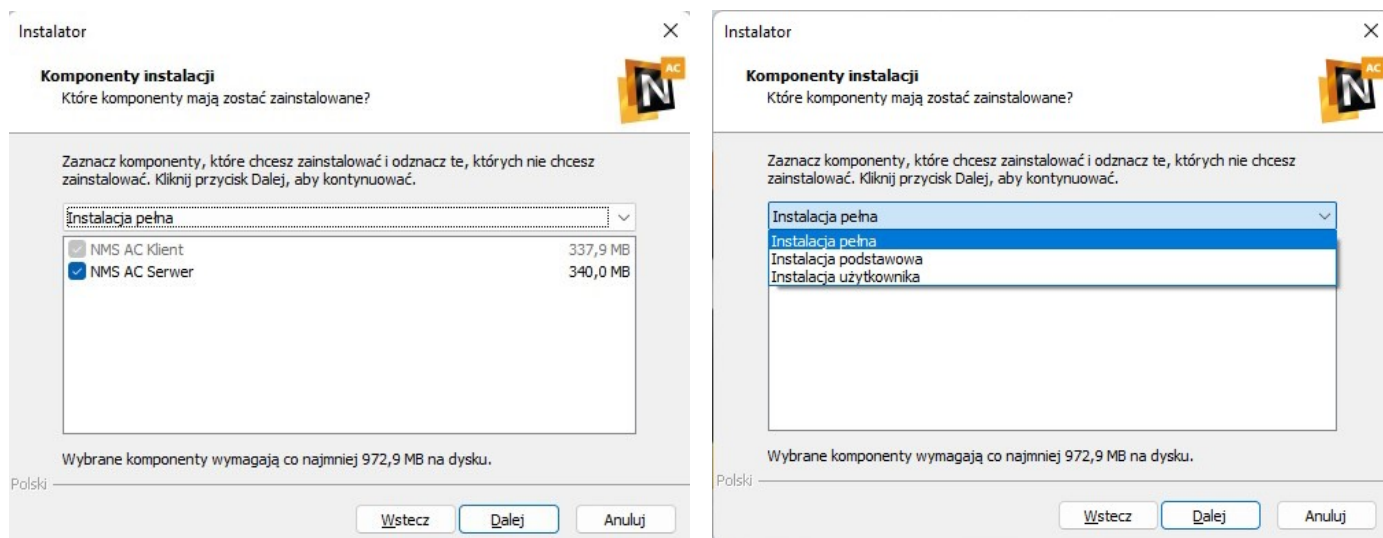 Instalator
Komponenty instalacji
Które komponenty mają zostać zainstalowane?
AC
N
Zaznacz komponenty, które chcesz zainstalować i odznacz te, których nie chcesz
zainstalować. Kliknij przycisk Dalej, aby kontynuować.
Instalacja pełna
NMS AC Klient 337,9 MB
NMS AC Serwer 340,0 MB
Wybrane komponenty wymagają co najmniej 972,9 MB na dysku.
Polski
Wstecz Dalej Anuluj
Instalator
Komponenty instalacji
Które komponenty mają zostać zainstalowane?
AC
N
Zaznacz komponenty, które chcesz zainstalować i odznacz te, których nie chcesz
zainstalować. Kliknij przycisk Dalej, aby kontynuować.
Instalacja pełna
Instalacja pełna
Instalacja podstawowa
Instalacja użytkownika
Wybrane komponenty wymagają co najmniej 972,9 MB na dysku.
Polski
Wstecz Dalej Anuluj